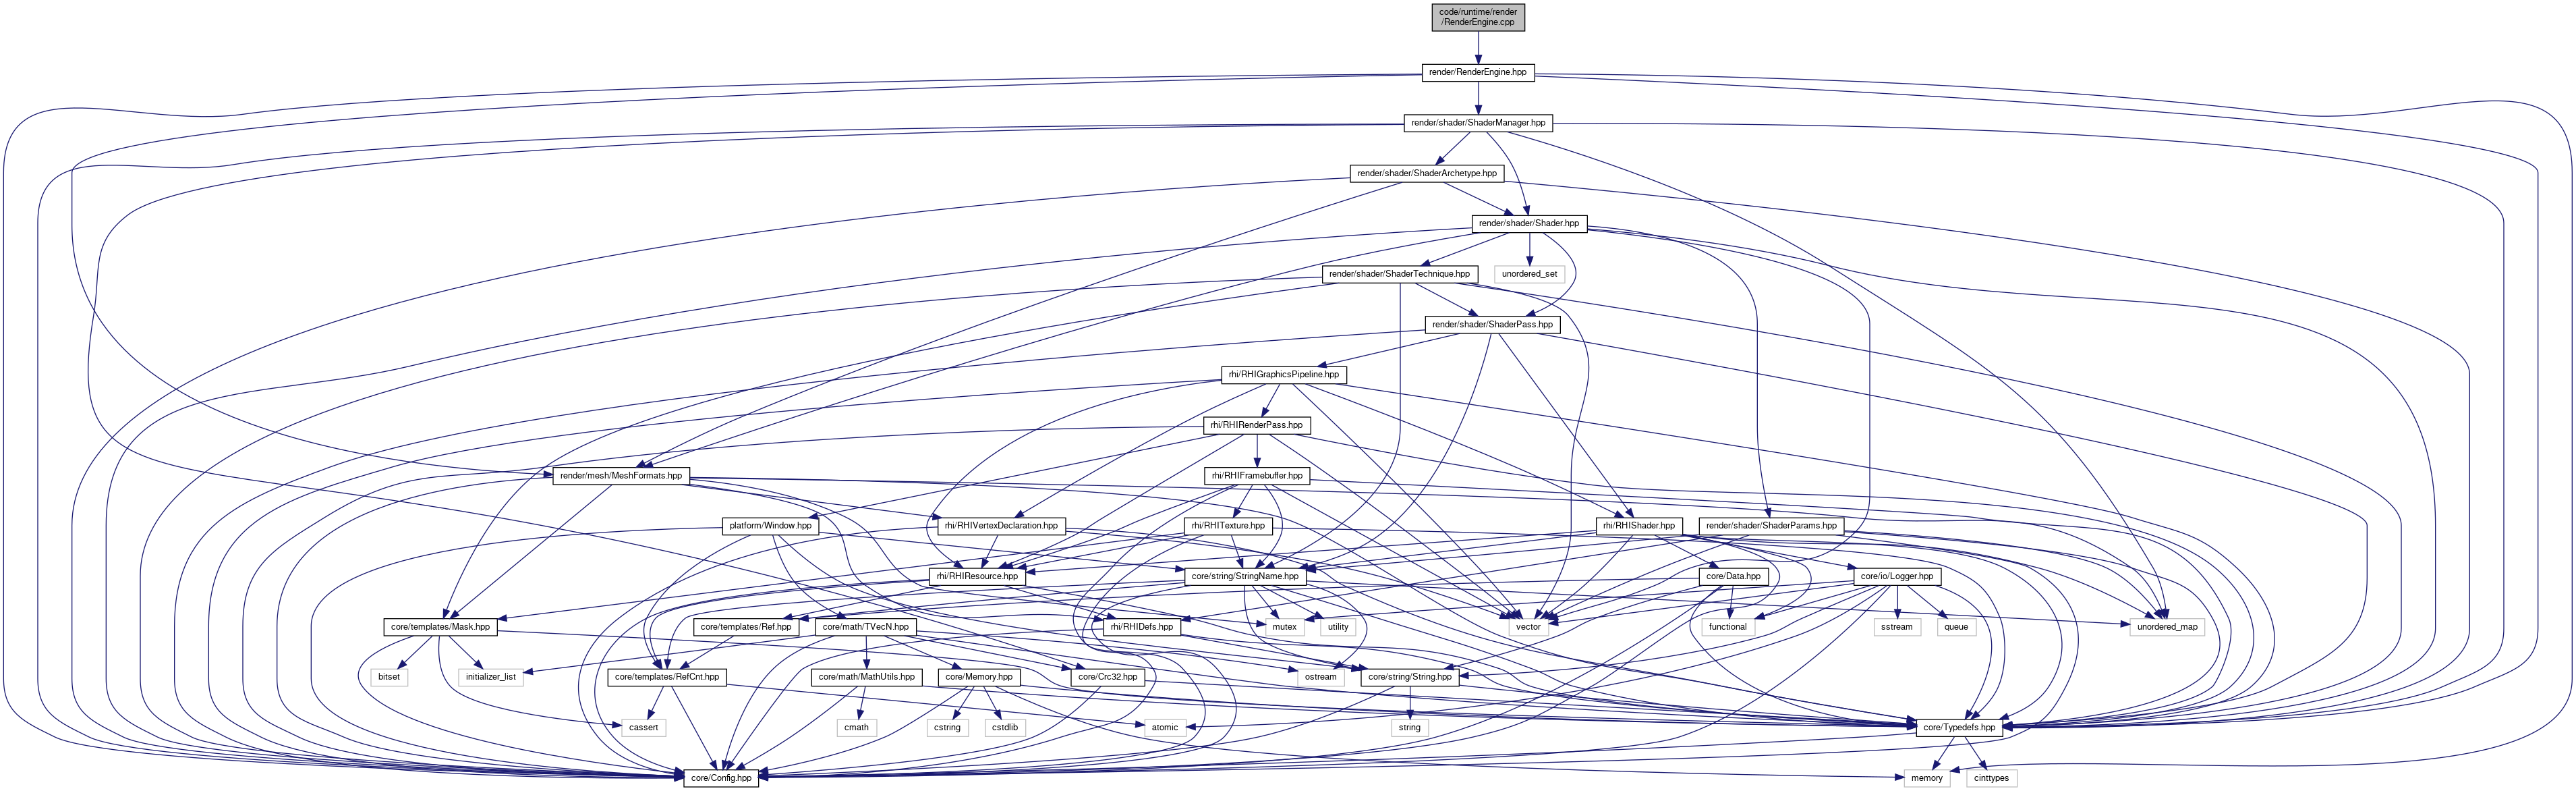 code/runtime/render
/RenderEngine.cpp
render/RenderEngine.hpp
render/shader/ShaderManager.hpp
render/shader/ShaderArchetype.hpp
render/shader/Shader.hpp
render/shader/ShaderTechnique.hpp
unordered_set
render/shader/ShaderPass.hpp
rhi/RHIGraphicsPipeline.hpp
rhi/RHIRenderPass.hpp
render/mesh/MeshFormats.hpp
rhi/RHIFramebuffer.hpp
platform/Window.hpp
rhi/RHIVertexDeclaration.hpp
rhi/RHITexture.hpp
rhi/RHIShader.hpp
render/shader/ShaderParams.hpp
rhi/RHIResource.hpp
core/string/StringName.hpp
core/Data.hpp
core/io/Logger.hpp
core/templates/Mask.hpp
core/templates/Ref.hpp
core/math/TVecN.hpp
rhi/RHIDefs.hpp
mutex
utility
vector
functional
sstream
queue
unordered_map
bitset
initializer_list
core/templates/RefCnt.hpp
core/math/MathUtils.hpp
core/Memory.hpp
core/Crc32.hpp
ostream
core/string/String.hpp
cassert
cmath
cstring
cstdlib
atomic
string
core/Typedefs.hpp
core/Config.hpp
memory
cinttypes